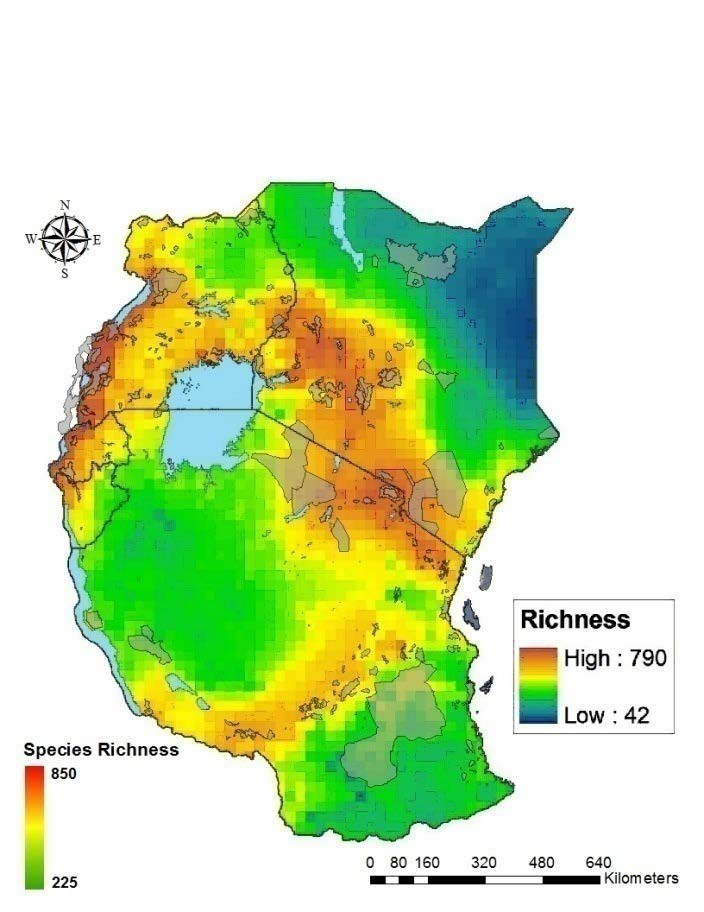 N
W E
S
Richness
High : 790
Low : 42
Species Richness
850
225
0 80 160 320 480 640
Kilometers